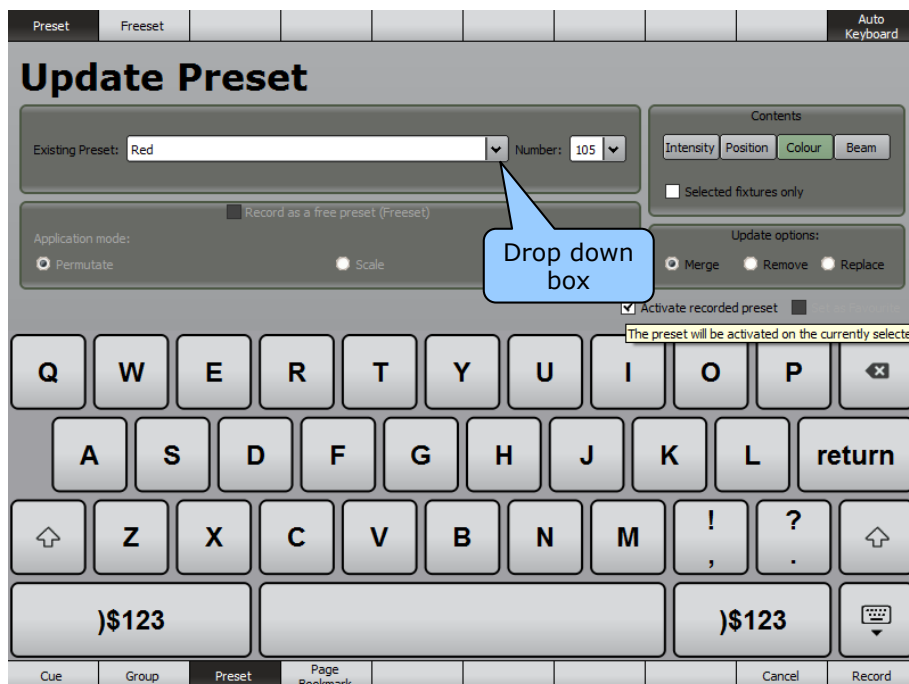 Preset Freeset Auto
Keyboard
Update Preset
Existing Preset: Red Number: 105
Contents
Intensity Position Colour Beam
Selected fixtures only
Record as a free preset (Freeset)
Application mode:
Permutate Scale
Drop down
box
Update options:
Merge Remove Replace
Activate recorded preset
The preset will be activated on the currently selecte
Q W E R T Y U I O P
A S D F G H J K L return
Z X C V B N M ! ?
, .
)$123 )$123
Cue Group Preset Page
Bookmark
Cancel Record